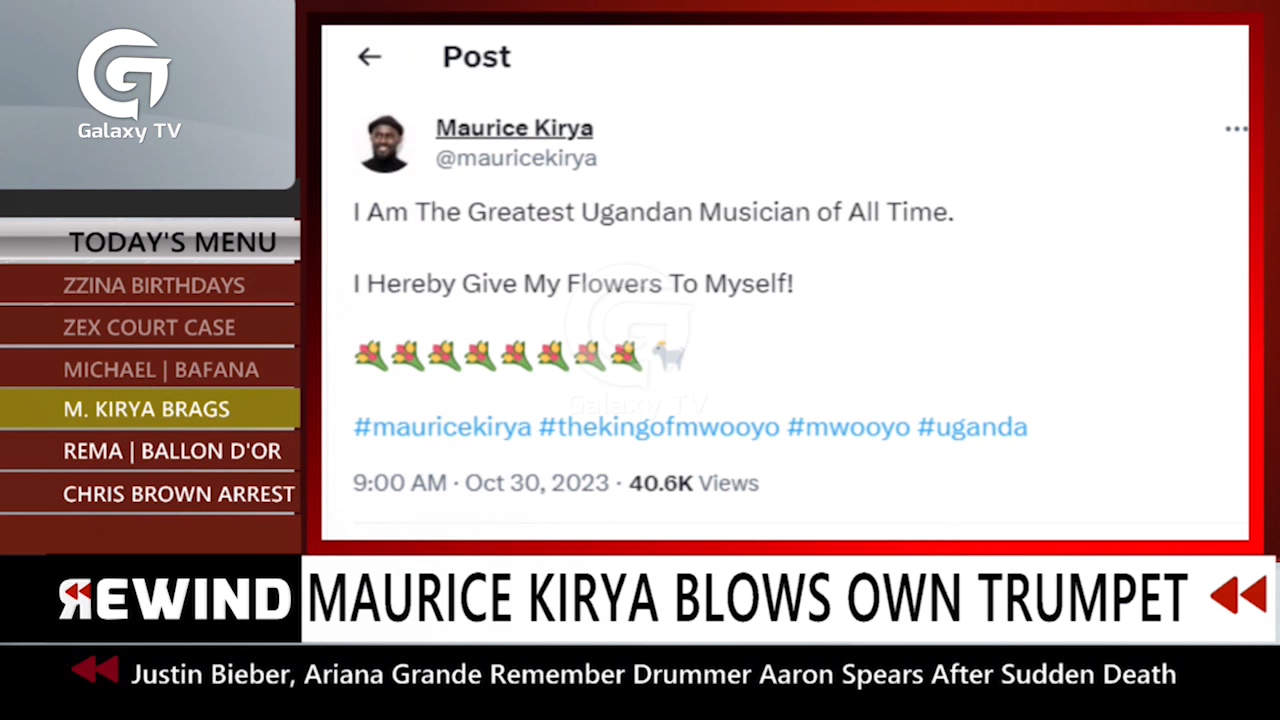 Galaxy TV
TODAY'S MENU
ZZINA BIRTHDAYS
ZEX COURT CASE
MICHAEL | BAFANA
M. KIRYA BRAGS
REMA | BALLON D'OR
CHRIS BROWN ARREST
Post
Maurice Kirya
@mauricekirya
I Am The Greatest Ugandan Musician of All Time.
I Hereby Give My Flowers To Myself!
💐💐💐💐💐💐💐💐🐐
Galaxy TV
#mauricekirya #thekingofmwooyo #mwooyo #uganda
9:00 AM · Oct 30, 2023 · 40.6K Views
REWIND
MAURICE KIRYA BLOWS OWN TRUMPET
Justin Bieber, Ariana Grande Remember Drummer Aaron Spears After Sudden Death